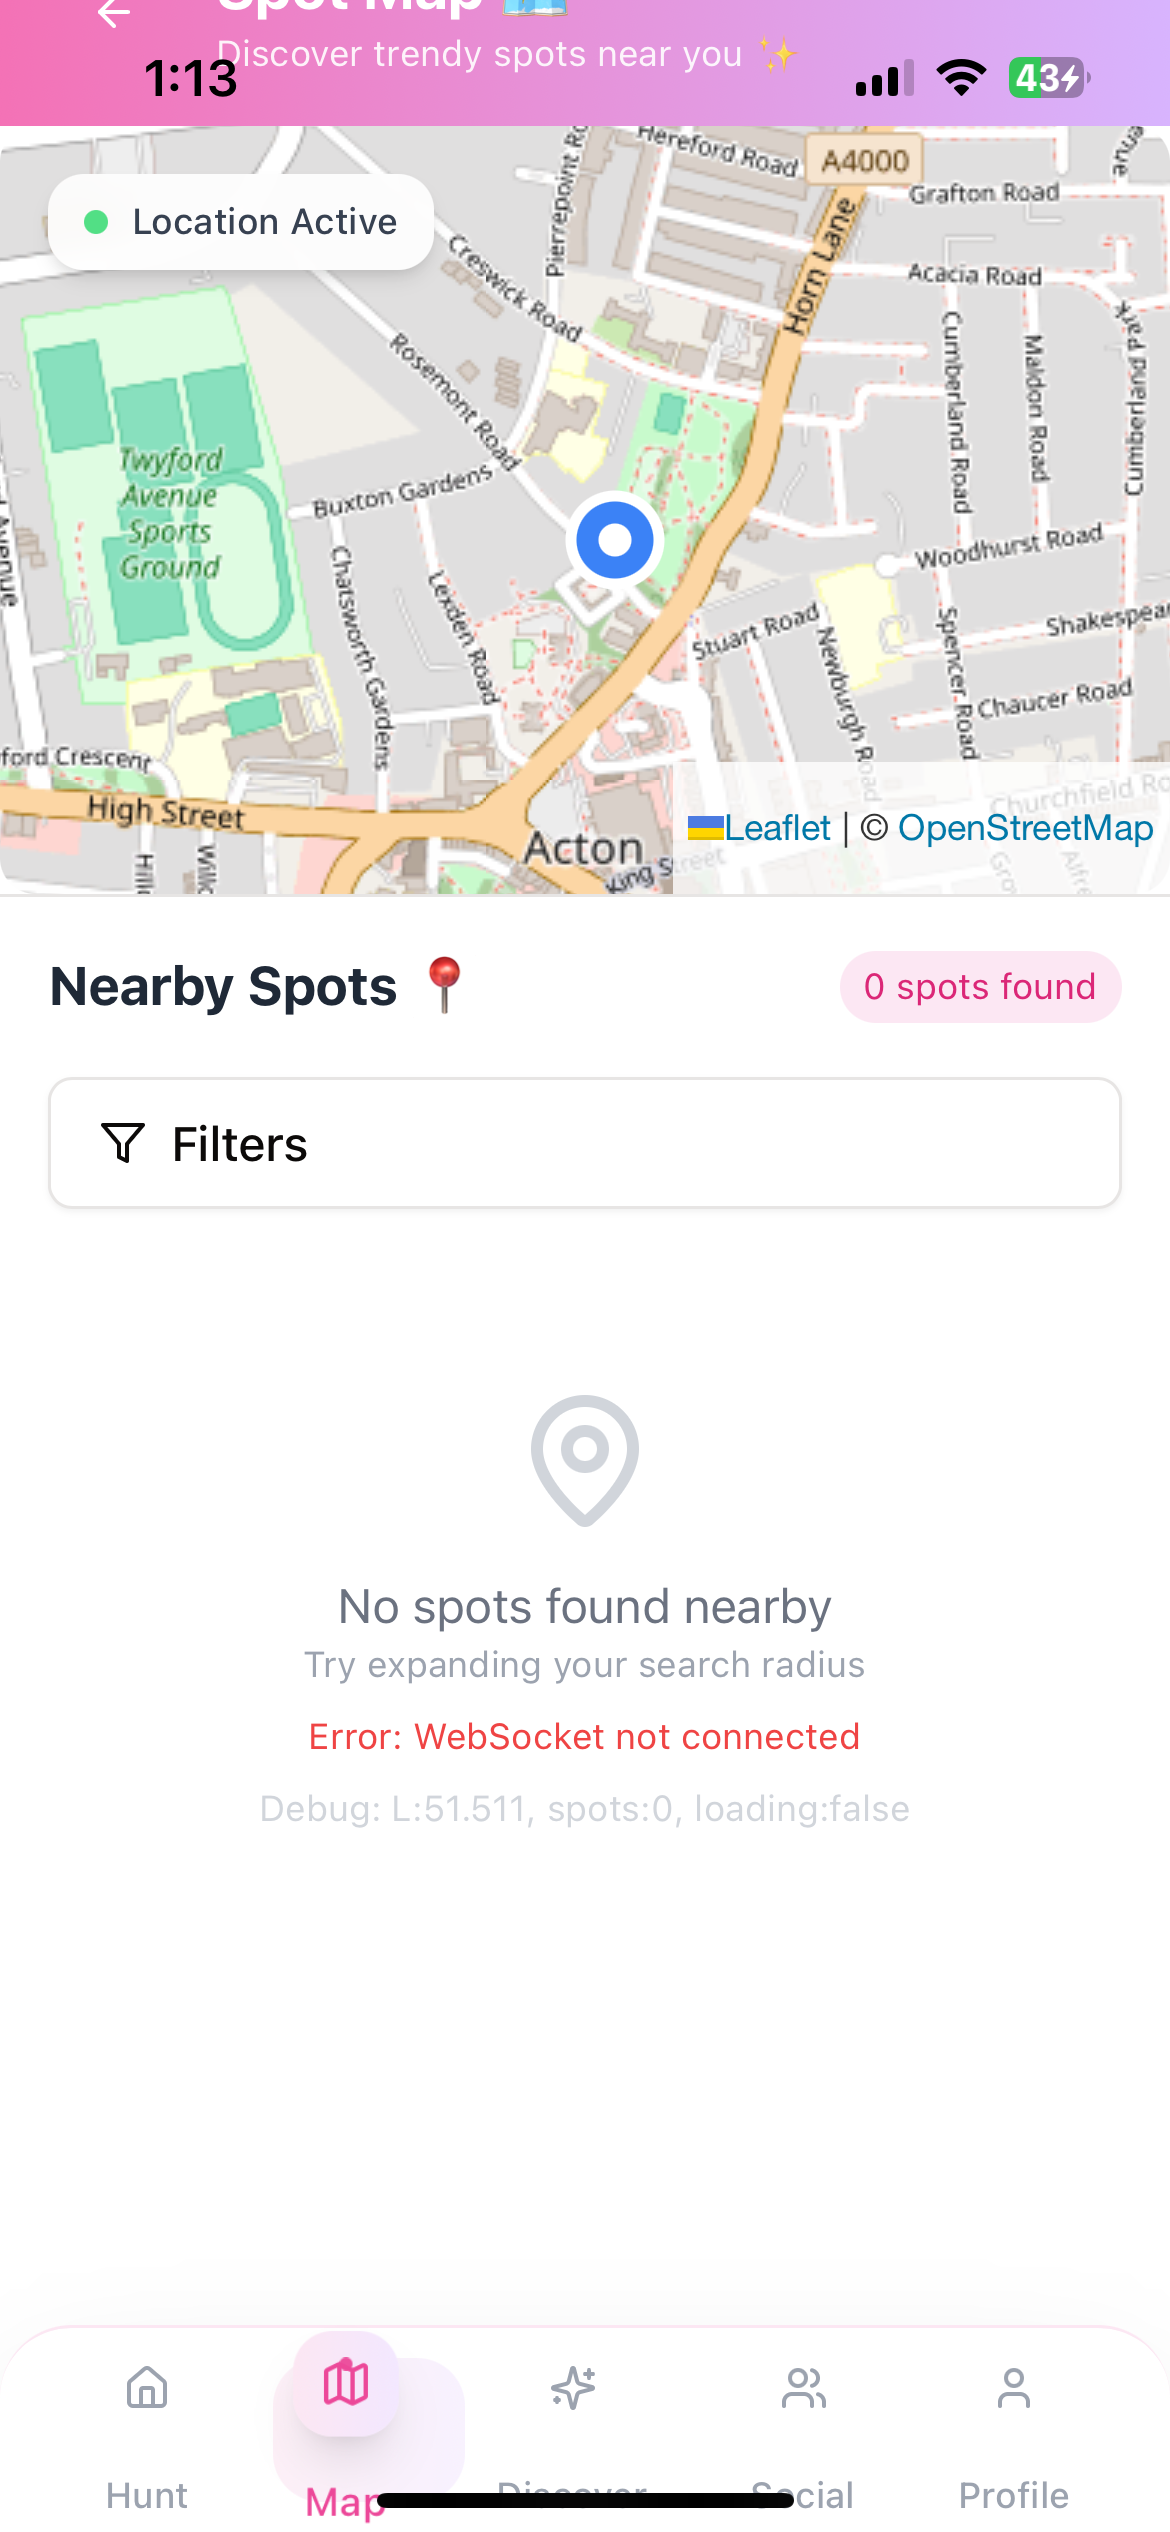 Spot Map
Discover trendy spots near you ✨
1:13
43
Location Active
Hereford Road
A4000
Grafton Road
Pierrepoint
Creswick Road
Horn Lane
Acacia Road
Rosemont Road
Cumberland Road
Maldon Road
Cumberland Park
Twyford
Avenue
Sports
Ground
Buxton Gardens
Avenue
Chatsworth Gardens
Lexden Road
Woodhurst Road
Stuart Road
Newburgh Road
Spencer Road
Shakespear
Chaucer Road
ford Crescent
High Street
Churchfield
Acton
King Street
Leaflet | © OpenStreetMap
Nearby Spots 📍
0 spots found
Filters
No spots found nearby
Try expanding your search radius
Error: WebSocket not connected
Debug: L:51.511, spots:0, loading:false
Hunt
Map
Discover
Social
Profile